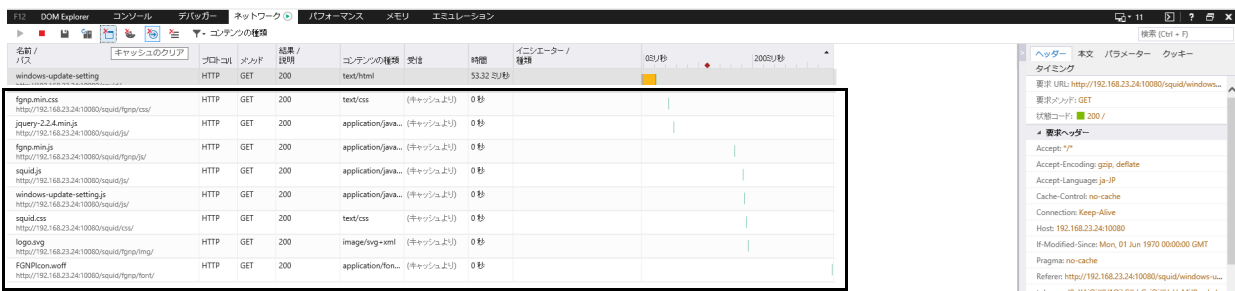 F12 DOM Explorer コンソール デバッガー ネットワーク パフォーマンス メモリ エミュレーション 11 ?
コンテンツの種類 検索 (Ctrl + F)
名前 / パス キャッシュのクリア プロトコル メソッド 結果 / 説明 コンテンツの種類 受信 時間 イニシエーター / 種類 0ミリ秒 200ミリ秒
windows-update-setting HTTP GET 200 text/html 53.32 ミリ秒
fgnp.min.css HTTP GET 200 text/css (キャッシュより) 0 秒
http://192.168.23.24:10080/squid/fgnp/css/
jquery-2.2.4.min.js HTTP GET 200 application/java... (キャッシュより) 0 秒
http://192.168.23.24:10080/squid/js/
fgnp.min.js HTTP GET 200 application/java... (キャッシュより) 0 秒
http://192.168.23.24:10080/squid/fgnp/js/
squid.js HTTP GET 200 application/java... (キャッシュより) 0 秒
http://192.168.23.24:10080/squid/js/
windows-update-setting.js HTTP GET 200 application/java... (キャッシュより) 0 秒
http://192.168.23.24:10080/squid/js/
squid.css HTTP GET 200 text/css (キャッシュより) 0 秒
http://192.168.23.24:10080/squid/css/
logo.svg HTTP GET 200 image/svg+xml (キャッシュより) 0 秒
http://192.168.23.24:10080/squid/fgnp/img/
FGNPIcon.woff HTTP GET 200 application/fon... (キャッシュより) 0 秒
http://192.168.23.24:10080/squid/fgnp/font/
ヘッダー 本文 パラメーター クッキー
タイミング
要求 URL: http://192.168.23.24:10080/squid/windows...
要求メソッド: GET
状態コード: 200 /
要求ヘッダー
Accept: */*
Accept-Encoding: gzip, deflate
Accept-Language: ja-JP
Cache-Control: no-cache
Connection: Keep-Alive
Host: 192.168.23.24:10080
If-Modified-Since: Mon, 01 Jun 1970 00:00:00 GMT
Pragma: no-cache
Referer: http://192.168.23.24:10080/squid/windows-u...